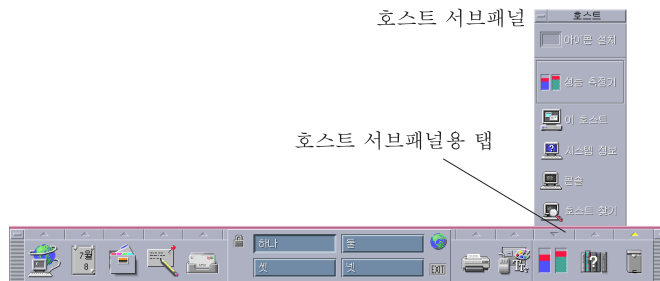 호스트 서브패널
호스트
아이콘 설치
성능 측정기
이 호스트
시스템 정보
콘솔
호스트 찾기
호스트 서브패널용 탭
하나
둘
7월
8
셋
넷
EXIT